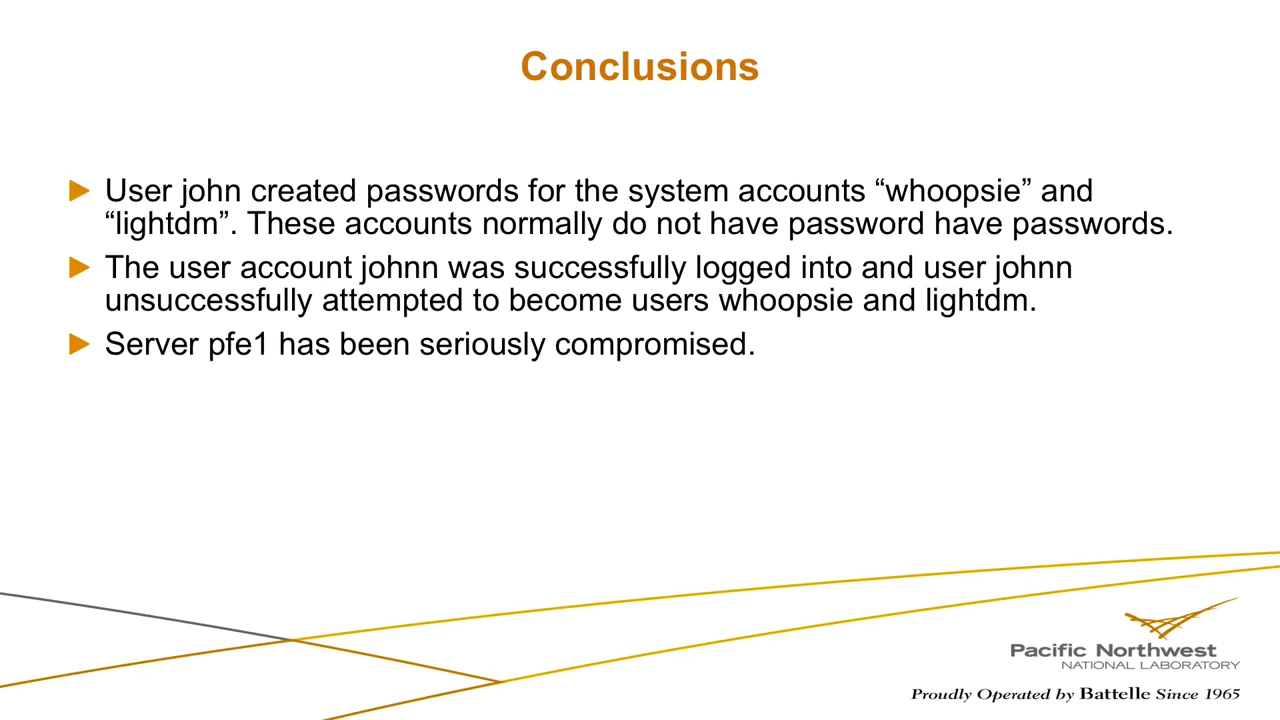 Conclusions
User john created passwords for the system accounts “whoopsie” and
“lightdm”. These accounts normally do not have password have passwords.
The user account johnn was successfully logged into and user johnn
unsuccessfully attempted to become users whoopsie and lightdm.
Server pfe1 has been seriously compromised.
Pacific Northwest
NATIONAL LABORATORY
Proudly Operated by Battelle Since 1965